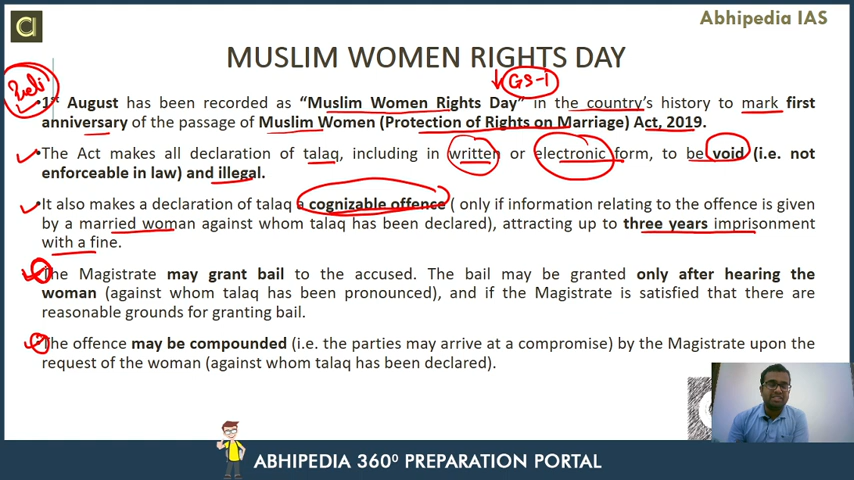 Abhipedia IAS
MUSLIM WOMEN RIGHTS DAY
GS-1
• 1st August has been recorded as “Muslim Women Rights Day” in the country’s history to mark first
anniversary of the passage of Muslim Women (Protection of Rights on Marriage) Act, 2019.
• The Act makes all declaration of talaq, including in written or electronic form, to be void (i.e. not
enforceable in law) and illegal.
• It also makes a declaration of talaq a cognizable offence ( only if information relating to the offence is given
by a married woman against whom talaq has been declared), attracting up to three years imprisonment
with a fine.
• The Magistrate may grant bail to the accused. The bail may be granted only after hearing the
woman (against whom talaq has been pronounced), and if the Magistrate is satisfied that there are
reasonable grounds for granting bail.
• The offence may be compounded (i.e. the parties may arrive at a compromise) by the Magistrate upon the
request of the woman (against whom talaq has been declared).
ABHIPEDIA 360⁰ PREPARATION PORTAL